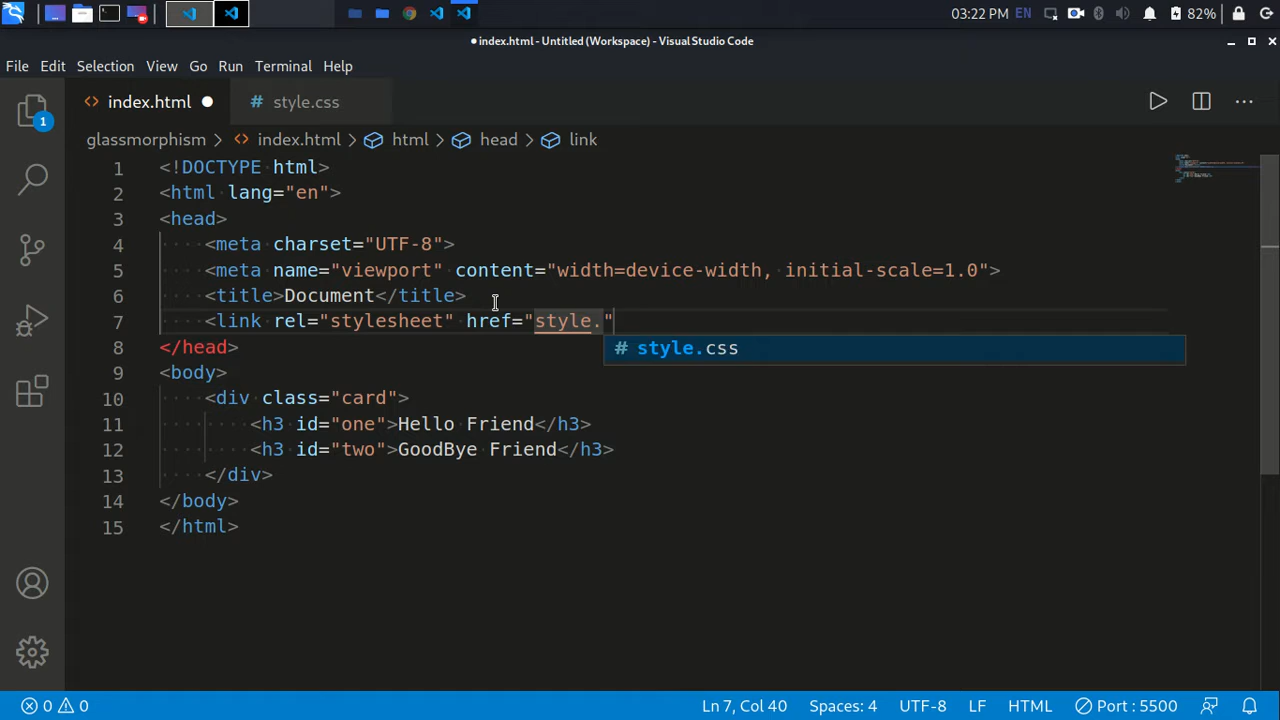 03:22 PM EN 82%
index.html - Untitled (Workspace) - Visual Studio Code
File Edit Selection View Go Run Terminal Help
index.html # style.css
glassmorphism > index.html > html > head > link
1 <!DOCTYPE html>
2 <html lang="en">
3 <head>
4 <meta charset="UTF-8">
5 <meta name="viewport" content="width=device-width, initial-scale=1.0">
6 <title>Document</title>
7 <link rel="stylesheet" href="style."
# style.css
8 </head>
9 <body>
10 <div class="card">
11 <h3 id="one">Hello Friend</h3>
12 <h3 id="two">GoodBye Friend</h3>
13 </div>
14 </body>
15 </html>
1
0 0 Ln 7, Col 40 Spaces: 4 UTF-8 LF HTML Port : 5500